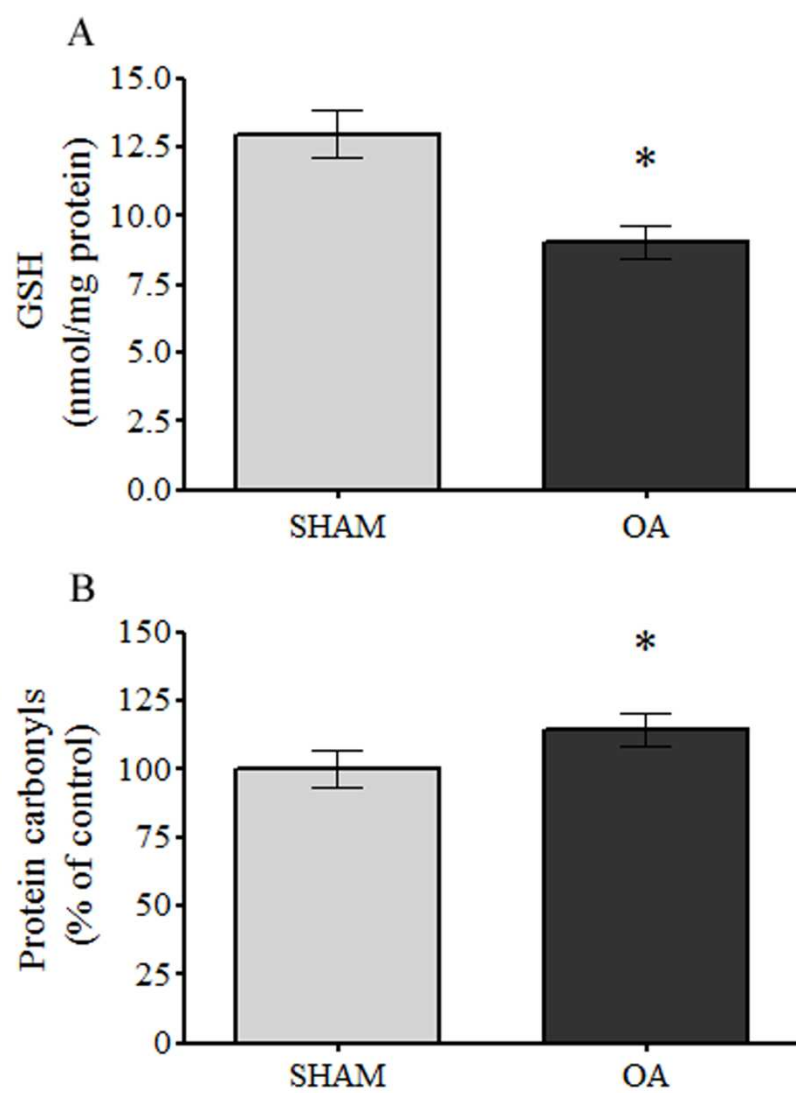 A
GSH
(nmol/mg protein)
15.0
12.5
10.0
7.5
5.0
2.5
0.0
*
SHAM
OA
B
Protein carbonyls
(% of control)
150
125
100
75
50
25
0
*
SHAM
OA